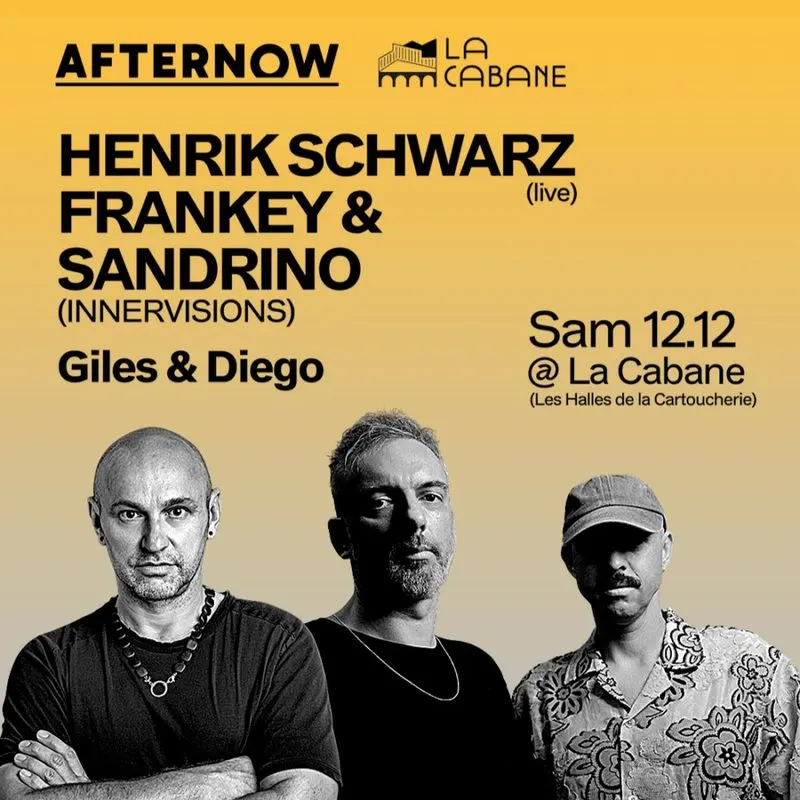 AFTERNOW
LA
CABANE
HENRIK SCHWARZ
(live)
FRANKEY &
SANDRINO
(INNERVISIONS)
Giles & Diego
Sam 12.12
@ La Cabane
(Les Halles de la Cartoucherie)